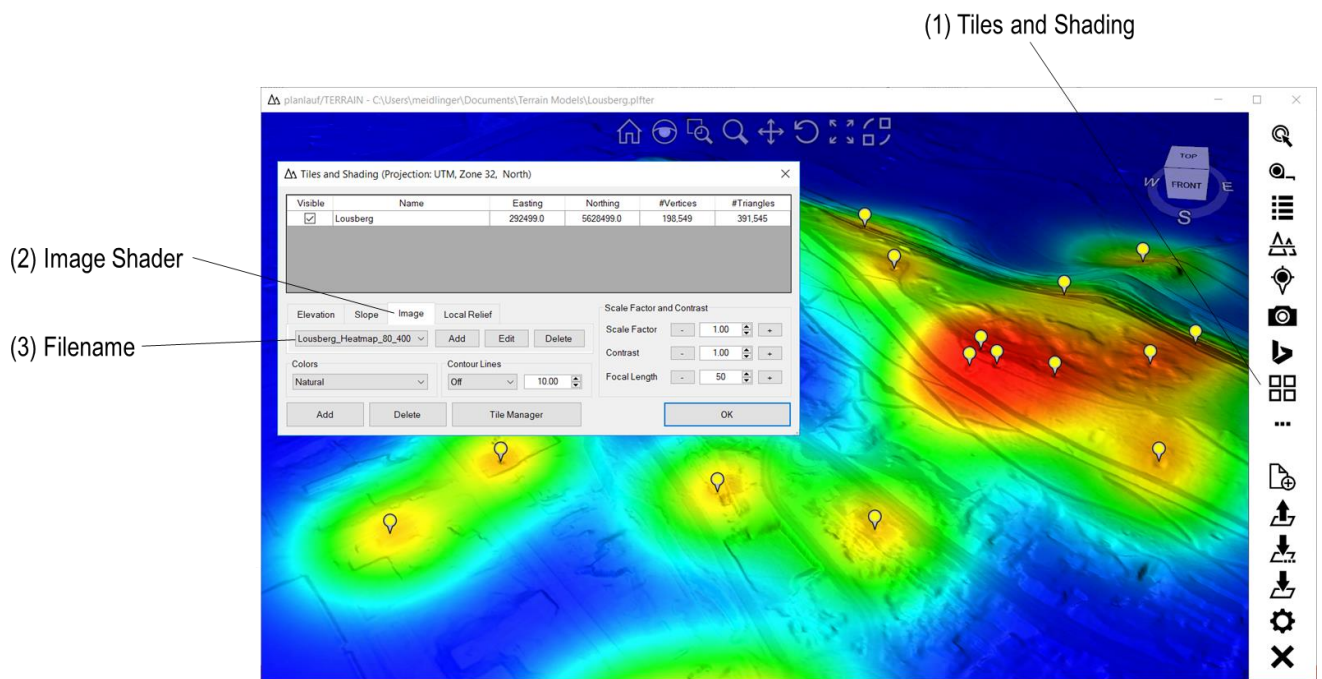 (1) Tiles and Shading
planlauf/TERRAIN - C:\Users\meidlinger\Documents\Terrain Models\Lousberg.plfter
TOP
FRONT
W
E
S
Tiles and Shading (Projection: UTM, Zone 32, North)
Visible Name Easting Northing #Vertices #Triangles
Lousberg 292499.0 5628499.0 198,549 391,545
(2) Image Shader
Elevation Slope Image Local Relief
Scale Factor and Contrast
(3) Filename
Lousberg_Heatmap_80_400 Add Edit Delete
Scale Factor - 1.00 +
Contrast - 1.00 +
Colors
Contour Lines
Natural
Off 10.00
Focal Length - 50 +
Add Delete Tile Manager OK